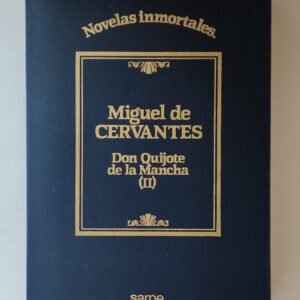 Novelas inmortales.
Miguel de
CERVANTES
Don Quijote
de la Mancha
(II)
sarpe